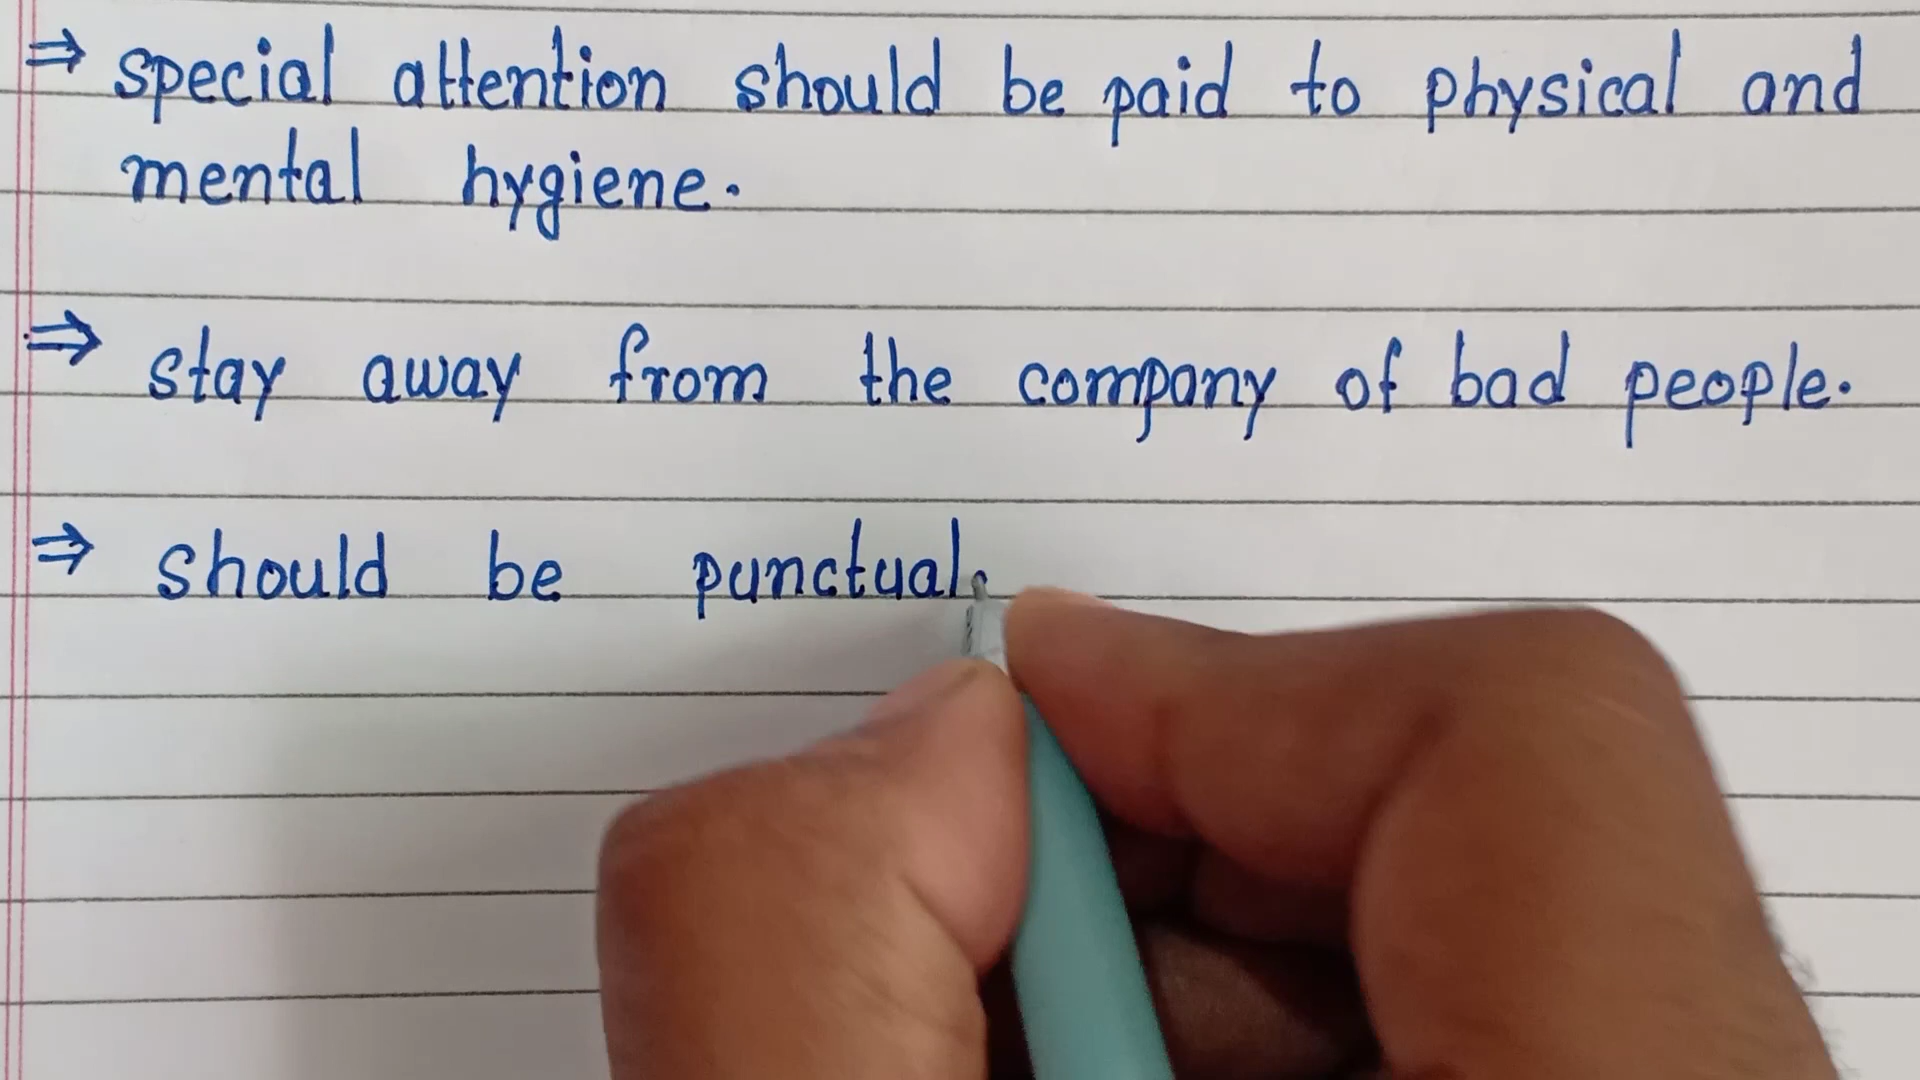 ⇒ special attention should be paid to physical and
mental hygiene.
⇒ stay away from the company of bad people.
⇒ should be punctual.